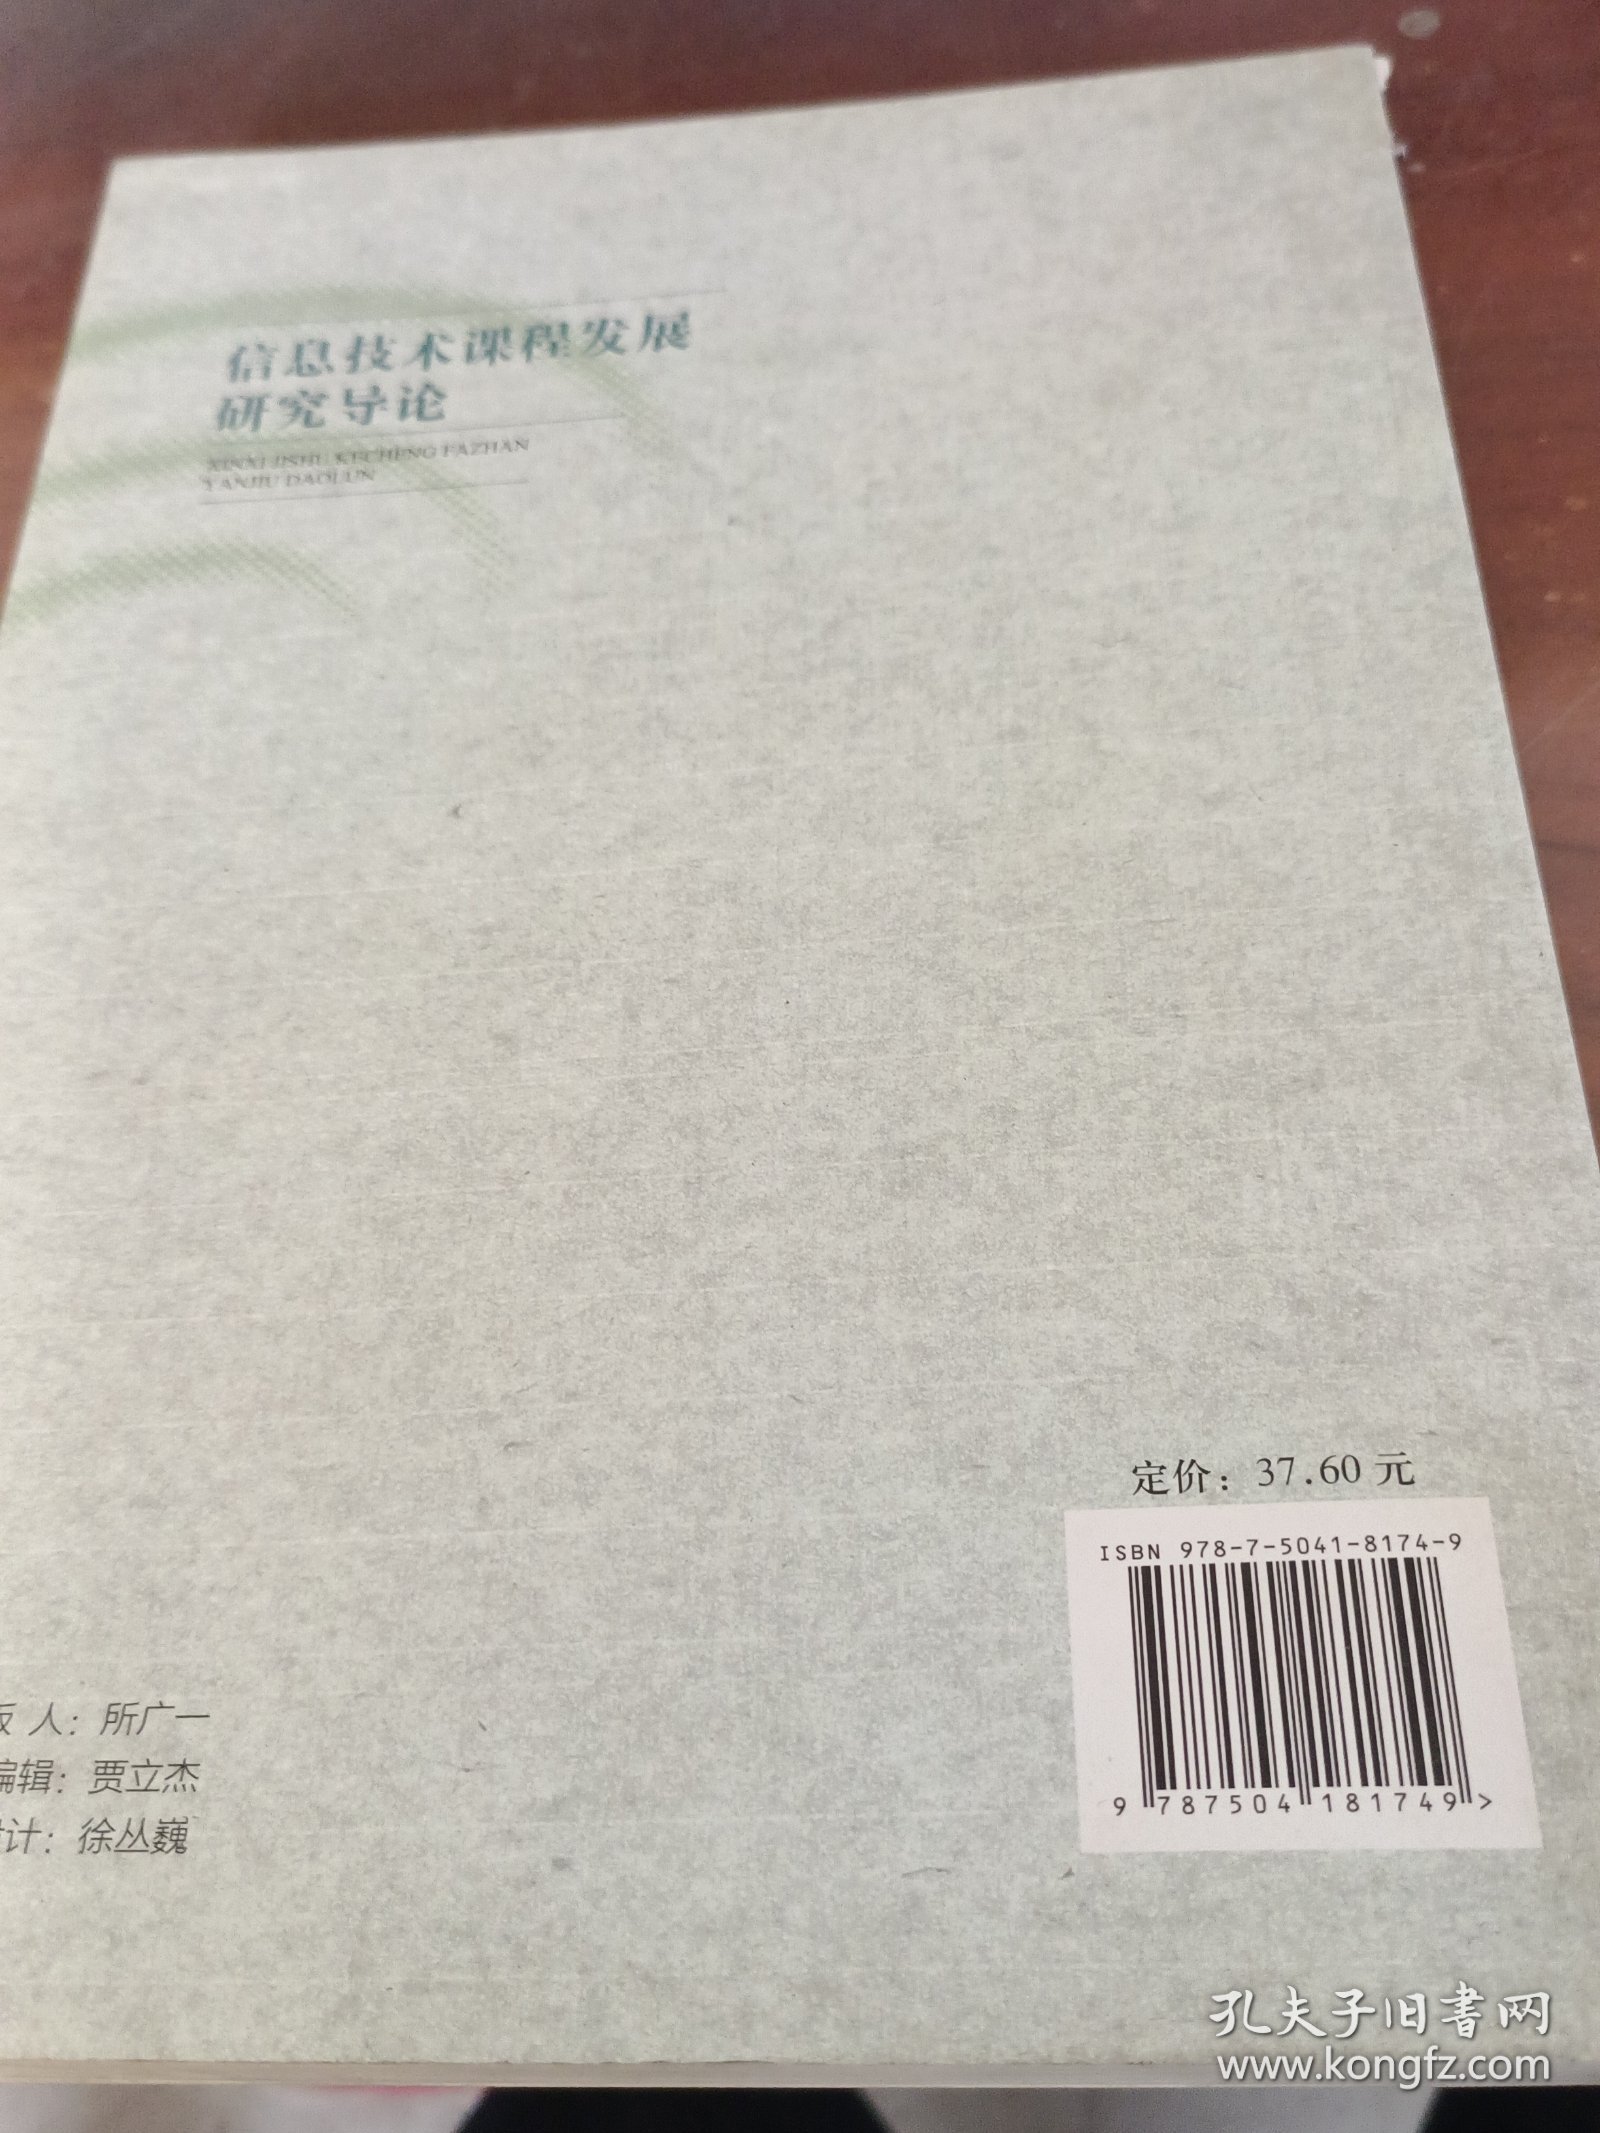 信息技术课程发展
研究导论
XINXI JISHU KECHENG FAZHAN
YANJIU DAOLUN
定价：37.60 元
ISBN 978-7-5041-8174-9
9 787504 181749 >
版 人：所广一
编辑：贾立杰
计：徐丛巍
孔夫子旧书网
www.kongfz.com